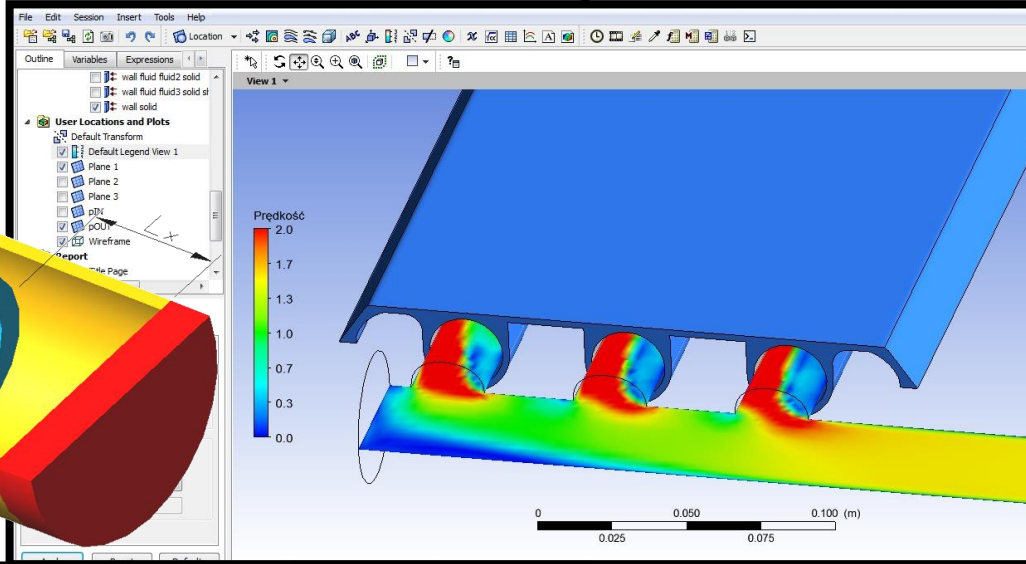 File Edit Session Insert Tools Help
Location
Outline Variables Expressions
View 1
wall fluid fluid2 solid
wall fluid fluid3 solid sh
wall solid
User Locations and Plots
Default Transform
Default Legend View 1
Plane 1
Plane 2
Plane 3
pIN
pOUT
Wireframe
Report
Title Page
Lx
Prędkość
2.0
1.7
1.3
1.0
0.7
0.3
0.0
0 0.050 0.100 (m)
0.025 0.075